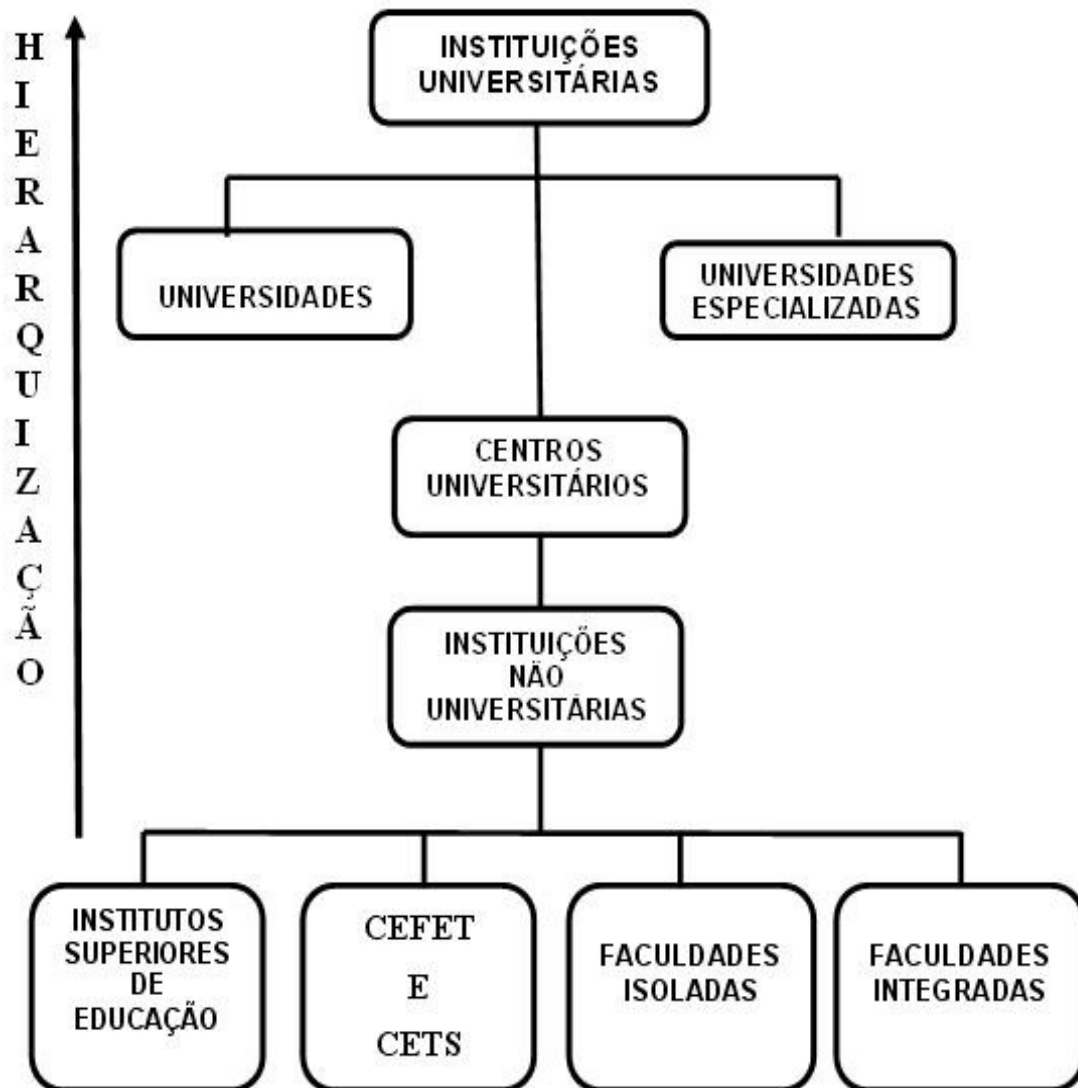 HIERARQUIZAÇÃO
INSTITUIÇÕES
UNIVERSITÁRIAS
UNIVERSIDADES
UNIVERSIDADES
ESPECIALIZADAS
CENTROS
UNIVERSITÁRIOS
INSTITUIÇÕES
NÃO
UNIVERSITÁRIAS
INSTITUTOS
SUPERIORES
DE
EDUCAÇÃO
CEFET
E
CETS
FACULDADES
ISOLADAS
FACULDADES
INTEGRADAS